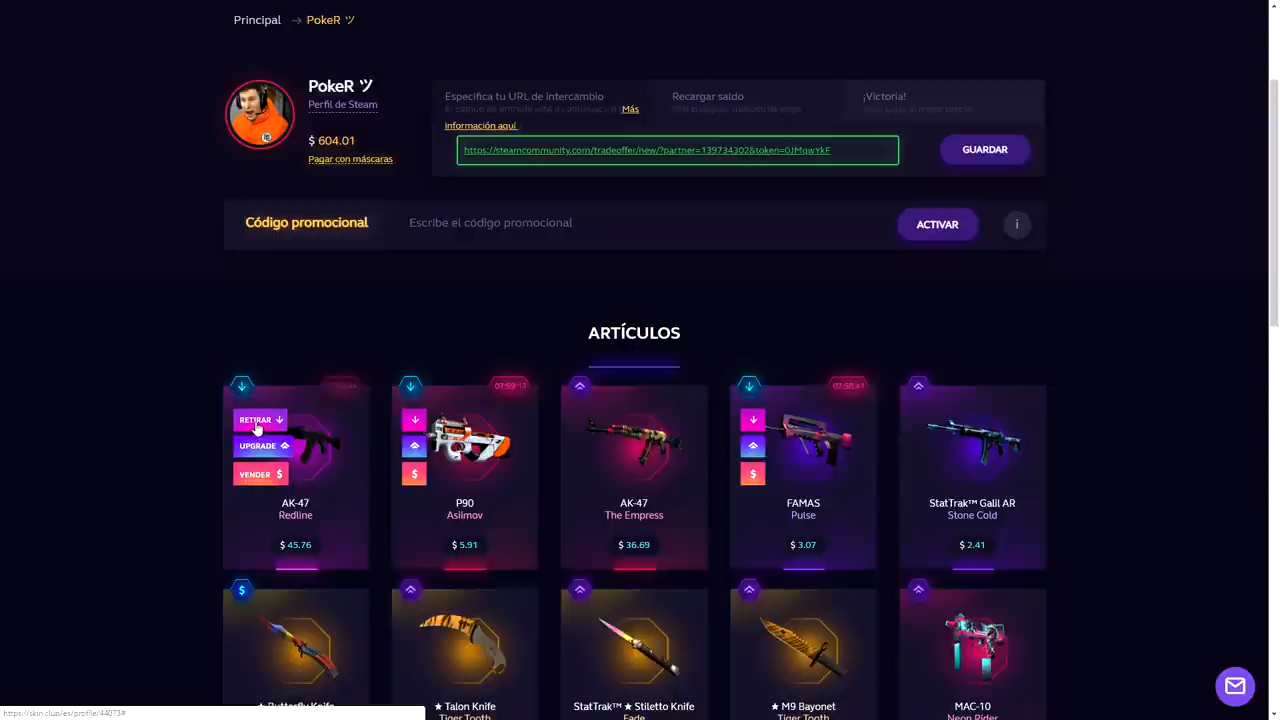 Principal → PokeR ツ
PokeR ツ
Perfil de Steam
$ 604.01
Pagar con máscaras
Especifica tu URL de intercambio
Más
información aquí.
Recargar saldo
¡Victoria!
https://steamcommunity.com/tradeoffer/new/?partner=139734302&token=0JMqwYkF
GUARDAR
Código promocional
Escribe el código promocional
ACTIVAR
i
ARTÍCULOS
RETIRAR
UPGRADE
VENDER $
AK-47
Redline
$ 45.76
07:59:17
$
P90
Asiimov
$ 5.91
AK-47
The Empress
$ 36.69
07:58:41
$
FAMAS
Pulse
$ 3.07
StatTrak™ Galil AR
Stone Cold
$ 2.41
$
★ Butterfly Knife
★ Talon Knife
Tiger Tooth
StatTrak™ ★ Stiletto Knife
Fade
★ M9 Bayonet
Tiger Tooth
MAC-10
Neon Rider
https://skin.club/es/profile/44073#